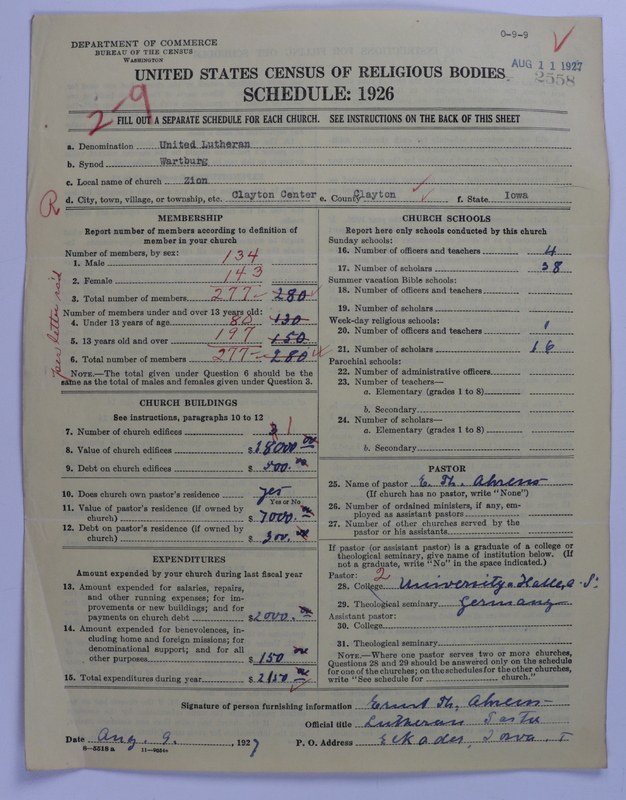 DEPARTMENT OF COMMERCE
BUREAU OF THE CENSUS
WASHINGTON
O-9-9
AUG 11 1927
2558
UNITED STATES CENSUS OF RELIGIOUS BODIES
SCHEDULE: 1926
2-9
FILL OUT A SEPARATE SCHEDULE FOR EACH CHURCH. SEE INSTRUCTIONS ON THE BACK OF THIS SHEET
a. Denomination United Lutheran
b. Synod Wartburg
c. Local name of church Zion
d. City, town, village, or township, etc. Clayton Center e. County Clayton f. State Iowa
R
per letter rec'd
MEMBERSHIP
Report number of members according to definition of
member in your church
Number of members, by sex:
1. Male 134
2. Female 143
3. Total number of members 277 280
Number of members under and over 13 years old:
4. Under 13 years of age 80 130
5. 13 years old and over 197 150
6. Total number of members 277 280
NOTE.—The total given under Question 6 should be the
same as the total of males and females given under Question 3.
CHURCH BUILDINGS
See instructions, paragraphs 10 to 12
7. Number of church edifices 1
8. Value of church edifices $18000.00
9. Debt on church edifices $500.00
10. Does church own pastor's residence yes
Yes or No
11. Value of pastor's residence (if owned by
church) $7000.00
12. Debt on pastor's residence (if owned by
church) $300.00
EXPENDITURES
Amount expended by your church during last fiscal year
13. Amount expended for salaries, repairs,
and other running expenses; for im-
provements or new buildings; and for
payments on church debt $2000.00
14. Amount expended for benevolences, in-
cluding home and foreign missions; for
denominational support; and for all
other purposes $150.00
15. Total expenditures during year $2150.00
CHURCH SCHOOLS
Report here only schools conducted by this church
Sunday schools:
16. Number of officers and teachers 4
17. Number of scholars 38
Summer vacation Bible schools:
18. Number of officers and teachers
19. Number of scholars
Week-day religious schools:
20. Number of officers and teachers 1
21. Number of scholars 16
Parochial schools:
22. Number of administrative officers
23. Number of teachers—
a. Elementary (grades 1 to 8)
b. Secondary
24. Number of scholars—
a. Elementary (grades 1 to 8)
b. Secondary
PASTOR
25. Name of pastor E. Th. Ahrens
(If church has no pastor, write "None")
26. Number of ordained ministers, if any, em-
ployed as assistant pastors
27. Number of other churches served by the
pastor or his assistants
If pastor (or assistant pastor) is a graduate of a college or
theological seminary, give name of institution below. (If
not a graduate, write "No" in the space indicated.)
Pastor: 2
28. College University Halle, a. S.
29. Theological seminary Germany
Assistant pastor:
30. College
31. Theological seminary
NOTE.—Where one pastor serves two or more churches,
Questions 28 and 29 should be answered only on the schedule
for one of the churches; on the schedules for the other churches,
write "See schedule for church."
Signature of person furnishing information Ernst Th. Ahrens
Official title Lutheran Pastor
Date Aug. 9, 1927 P. O. Address Elkader, Iowa.
8-5518a 11-9054